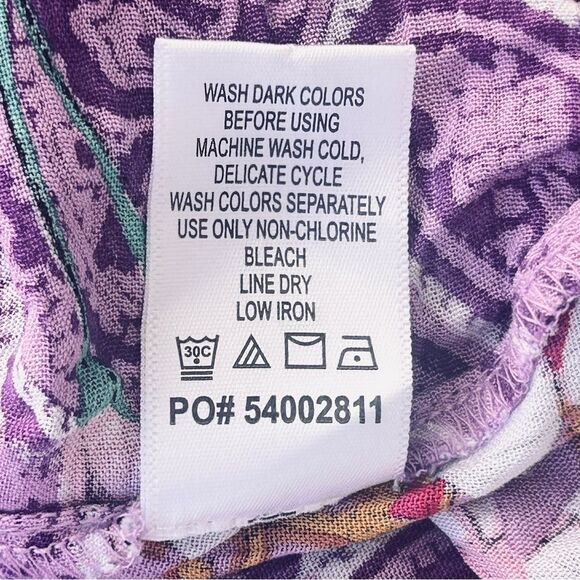 WASH DARK COLORS
BEFORE USING
MACHINE WASH COLD,
DELICATE CYCLE
WASH COLORS SEPARATELY
USE ONLY NON-CHLORINE
BLEACH
LINE DRY
LOW IRON
30C
PO# 54002811